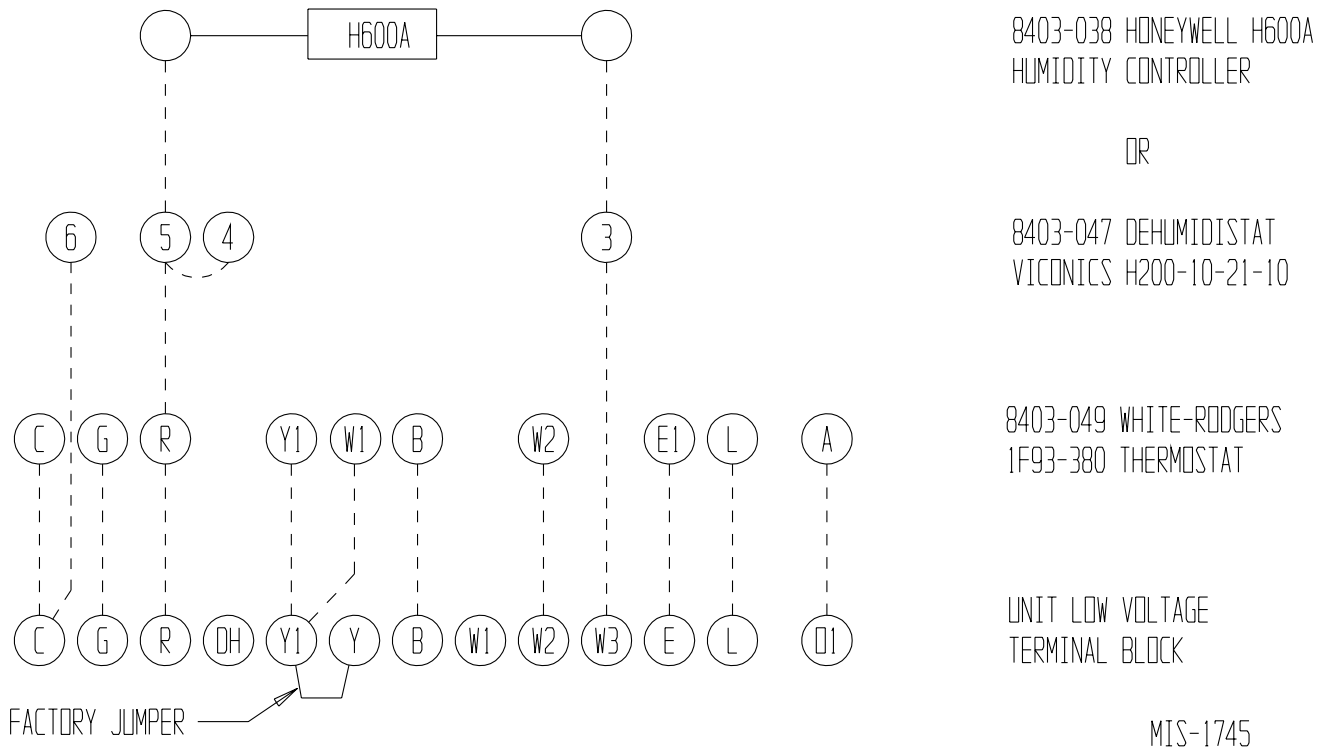 H600A
8403-038 HONEYWELL H600A
HUMIDITY CONTROLLER
OR
6 5 4 3
8403-047 DEHUMIDISTAT
VICONICS H200-10-21-10
C G R Y1 W1 B W2 E1 L A
8403-049 WHITE-RODGERS
1F93-380 THERMOSTAT
C G R DH Y1 Y B W1 W2 W3 E L O1
UNIT LOW VOLTAGE
TERMINAL BLOCK
FACTORY JUMPER
MIS-1745